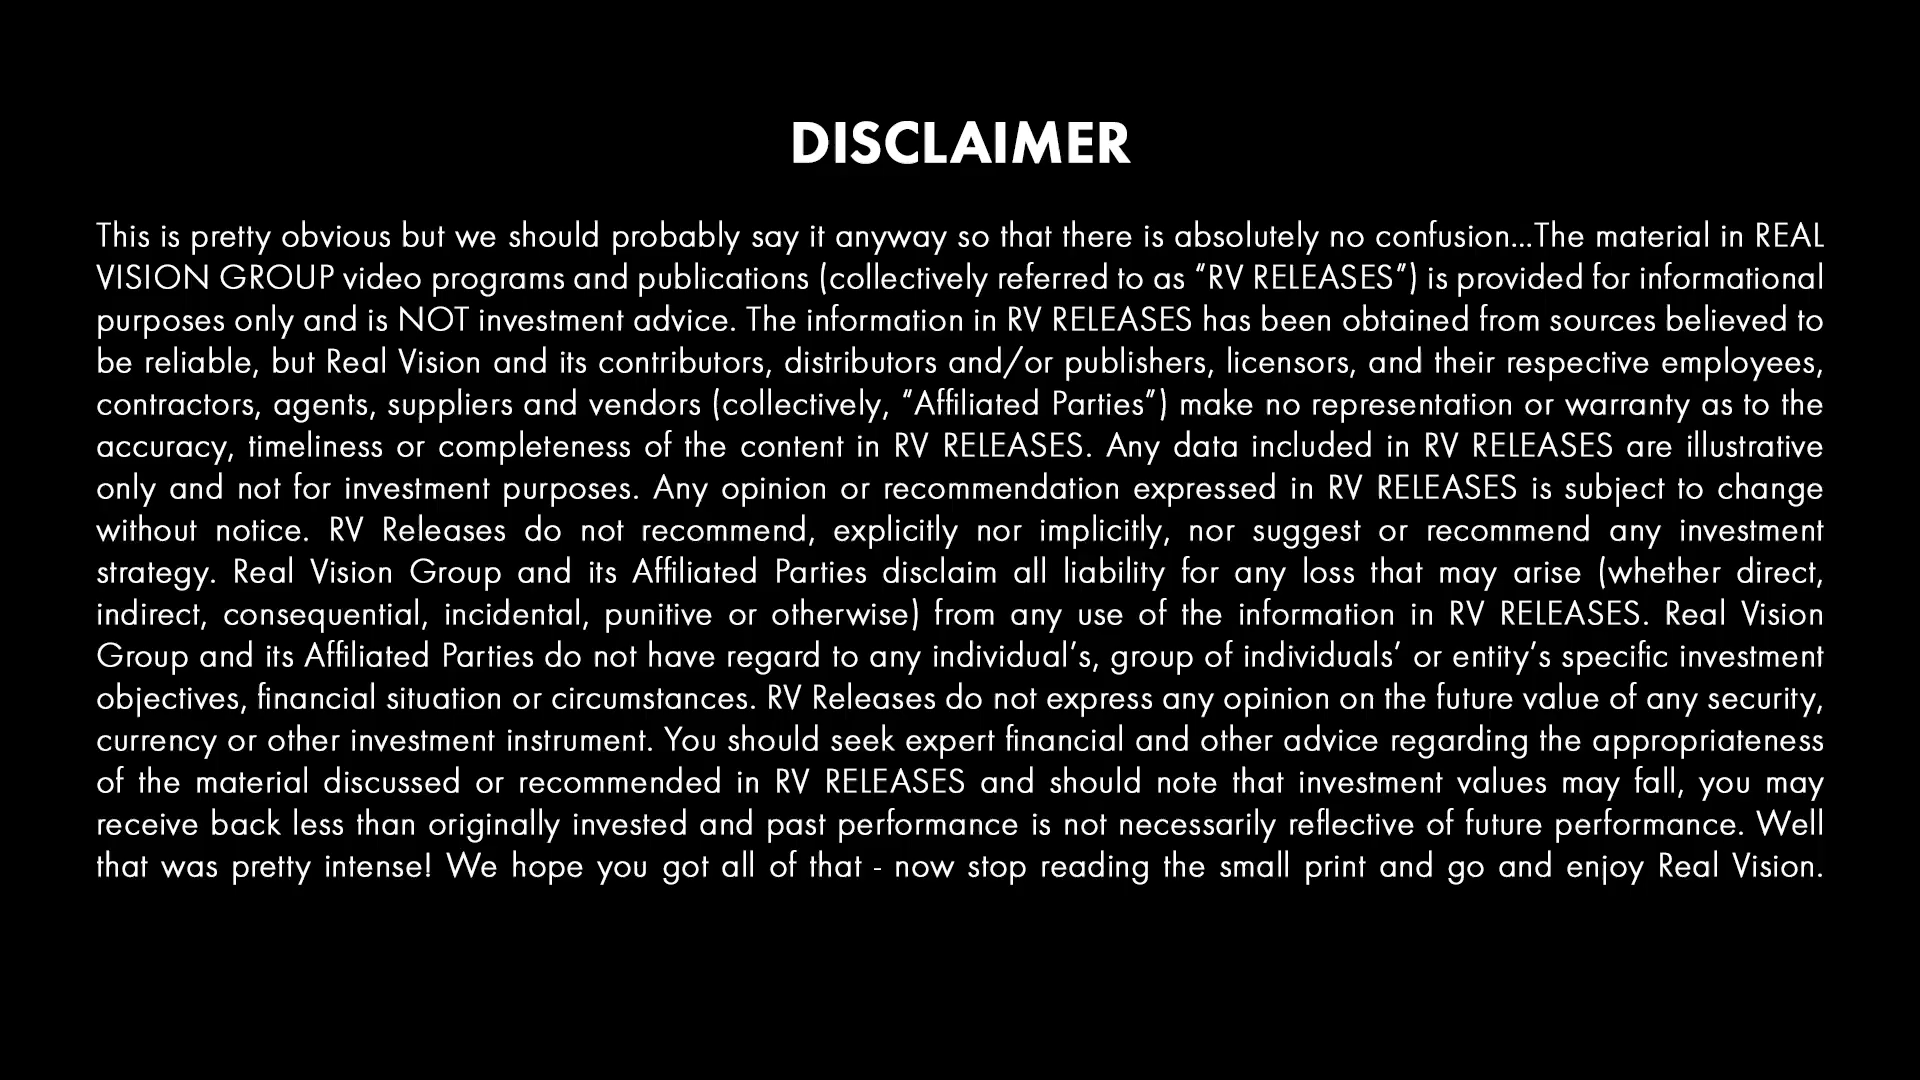 DISCLAIMER
This is pretty obvious but we should probably say it anyway so that there is absolutely no confusion...The material in REAL
VISION GROUP video programs and publications (collectively referred to as “RV RELEASES”) is provided for informational
purposes only and is NOT investment advice. The information in RV RELEASES has been obtained from sources believed to
be reliable, but Real Vision and its contributors, distributors and/or publishers, licensors, and their respective employees,
contractors, agents, suppliers and vendors (collectively, “Affiliated Parties”) make no representation or warranty as to the
accuracy, timeliness or completeness of the content in RV RELEASES. Any data included in RV RELEASES are illustrative
only and not for investment purposes. Any opinion or recommendation expressed in RV RELEASES is subject to change
without notice. RV Releases do not recommend, explicitly nor implicitly, nor suggest or recommend any investment
strategy. Real Vision Group and its Affiliated Parties disclaim all liability for any loss that may arise (whether direct,
indirect, consequential, incidental, punitive or otherwise) from any use of the information in RV RELEASES. Real Vision
Group and its Affiliated Parties do not have regard to any individual’s, group of individuals’ or entity’s specific investment
objectives, financial situation or circumstances. RV Releases do not express any opinion on the future value of any security,
currency or other investment instrument. You should seek expert financial and other advice regarding the appropriateness
of the material discussed or recommended in RV RELEASES and should note that investment values may fall, you may
receive back less than originally invested and past performance is not necessarily reflective of future performance. Well
that was pretty intense! We hope you got all of that - now stop reading the small print and go and enjoy Real Vision.